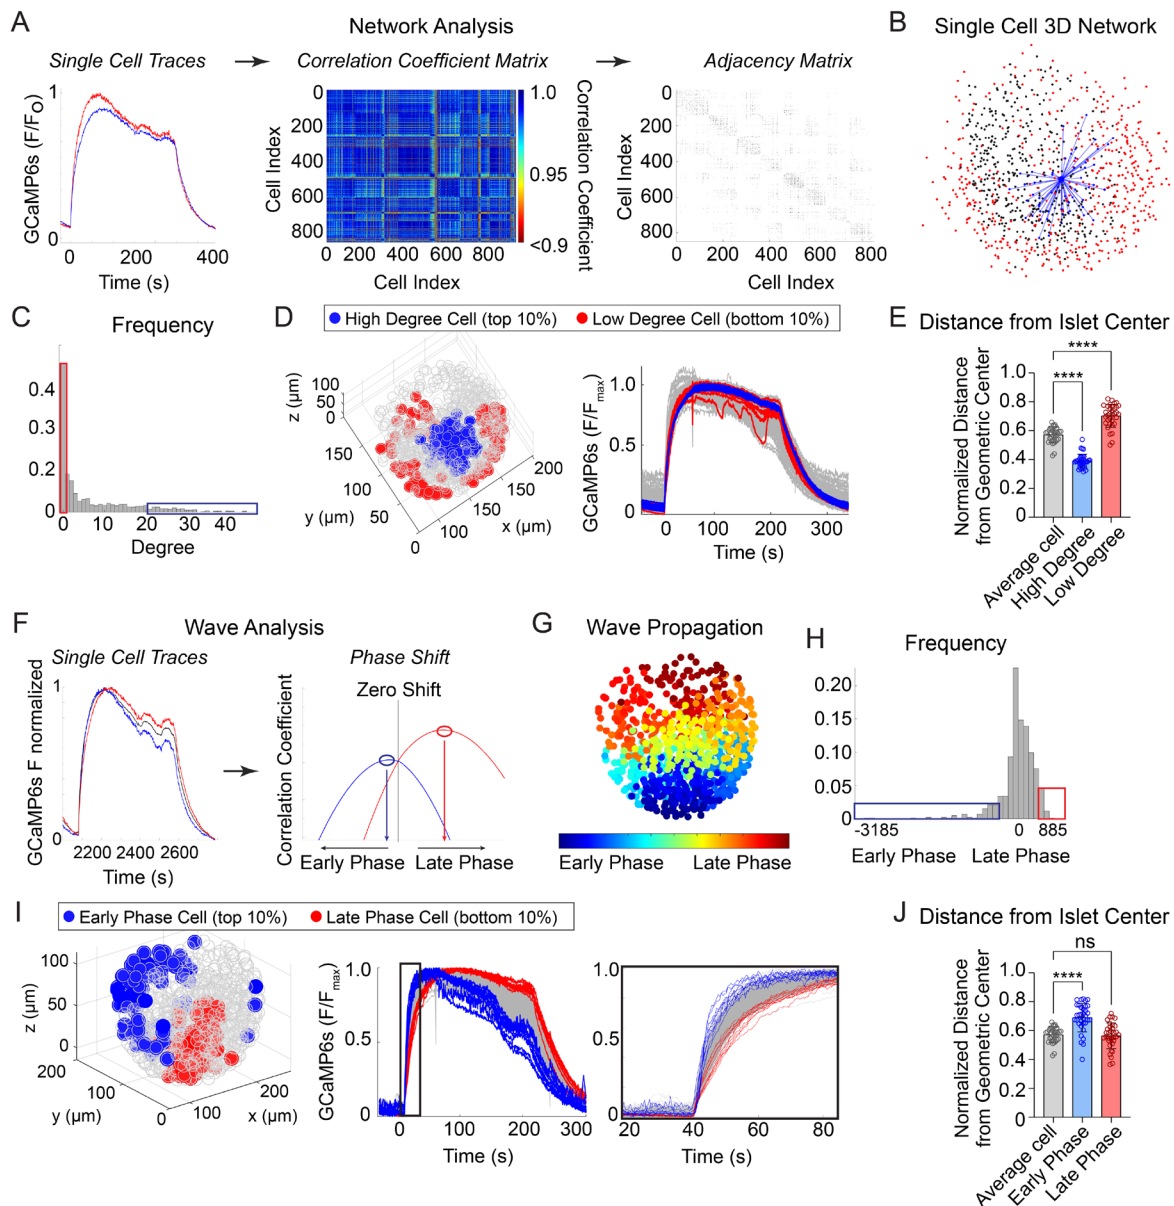 A
Network Analysis
Single Cell Traces
Correlation Coefficient Matrix
Adjacency Matrix
GCaMP6s (F/Fo)
1
0
0
200
400
Time (s)
Cell Index
0
200
400
600
800
0 200 400 600 800
Cell Index
1.0
0.95
<0.9
Correlation Coefficient
Cell Index
0
200
400
600
800
0 200 400 600 800
Cell Index
B
Single Cell 3D Network
C
Frequency
0.4
0.3
0.2
0
0 10 20 30 40
Degree
D
High Degree Cell (top 10%)
Low Degree Cell (bottom 10%)
z (µm)
100
50
0
150
100
50
y (µm)
0
100
150
200
x (µm)
GCaMP6s (F/Fmax)
1.0
0.5
0
0 100 200 300
Time (s)
E
Distance from Islet Center
Normalized Distance
from Geometric Center
1.0
0.8
0.6
0.4
0.2
0
****
****
Average cell
High Degree
Low Degree
F
Wave Analysis
Single Cell Traces
Phase Shift
GCaMP6s F normalized
1
0
2200 2400 2600
Time (s)
Zero Shift
Correlation Coefficient
Early Phase
Late Phase
G
Wave Propagation
Early Phase
Late Phase
H
Frequency
0.20
0.15
0.10
0.05
0
-3185
0
885
Early Phase
Late Phase
I
Early Phase Cell (top 10%)
Late Phase Cell (bottom 10%)
z (µm)
100
50
0
200
100
0
y (µm)
100
200
x (µm)
GCaMP6s (F/Fmax)
1.0
0.5
0
0 100 200 300
Time (s)
1.0
0.5
0
20 40 60 80
Time (s)
J
Distance from Islet Center
Normalized Distance
from Geometric Center
1.0
0.8
0.6
0.4
0.2
0
****
ns
Average cell
Early Phase
Late Phase